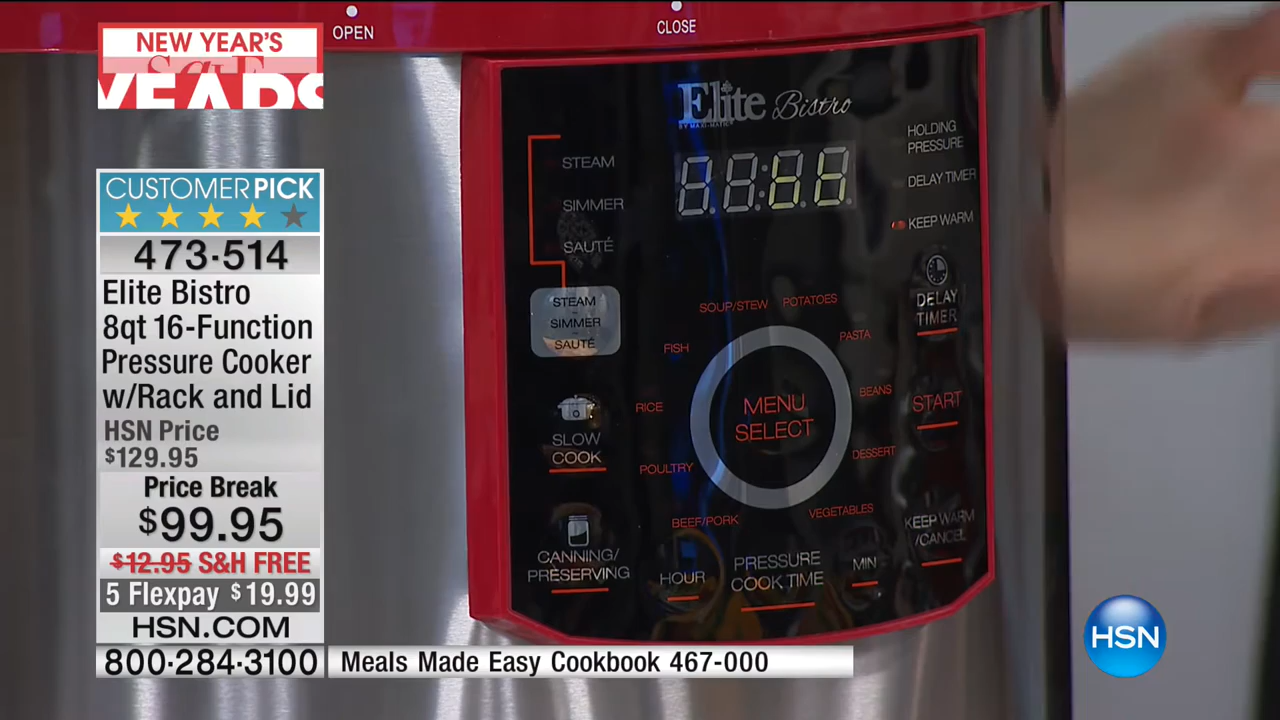 OPEN
CLOSE
NEW YEAR'S
Elite Bistro
BY MAXI-MATIC
HOLDING
PRESSURE
DELAY TIMER
KEEP WARM
STEAM
SIMMER
SAUTÉ
STEAM
SIMMER
SAUTÉ
DELAY
TIMER
SOUP/STEW
POTATOES
FISH
PASTA
RICE
BEANS
POULTRY
DESSERT
BEEF/PORK
VEGETABLES
MENU
SELECT
START
SLOW
COOK
CANNING/
PRESERVING
HOUR
PRESSURE
COOK TIME
MIN
KEEP WARM
/CANCEL
CUSTOMER PICK
473-514
Elite Bistro
8qt 16-Function
Pressure Cooker
w/Rack and Lid
HSN Price
$129.95
Price Break
$99.95
$12.95 S&H FREE
5 Flexpay $19.99
HSN.COM
800-284-3100
Meals Made Easy Cookbook 467-000
HSN